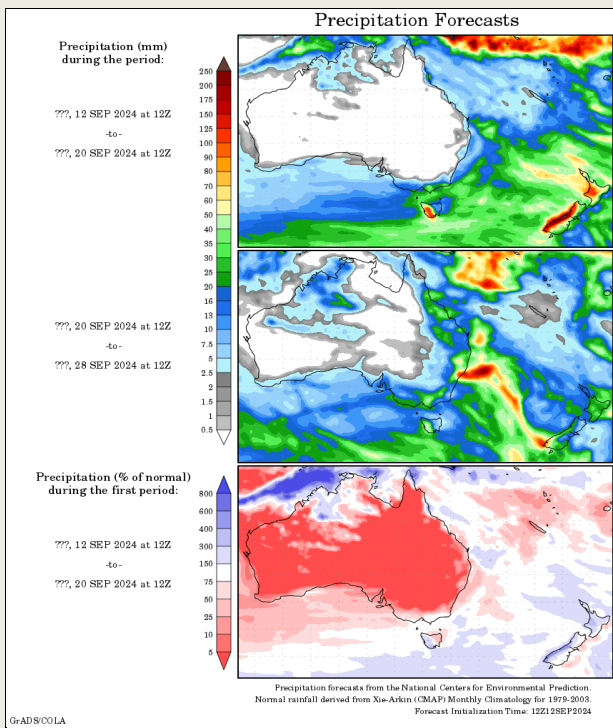 Precipitation Forecasts
Precipitation (mm)
during the period:
???, 12 SEP 2024 at 12Z
-to-
???, 20 SEP 2024 at 12Z
250
200
175
150
125
100
90
80
70
60
50
40
35
30
25
20
16
13
10
7.5
5
2.5
2
1.5
1
0.5
???, 20 SEP 2024 at 12Z
-to-
???, 28 SEP 2024 at 12Z
Precipitation (% of normal)
during the first period:
???, 12 SEP 2024 at 12Z
-to-
???, 20 SEP 2024 at 12Z
800
600
400
300
150
75
50
25
10
5
Precipitation forecasts from the National Centers for Environmental Prediction.
Normal rainfall derived from Xie-Arkin (CMAP) Monthly Climatology for 1979-2003.
Forecast Initialization Time: 12Z12SEP2024
GrADS/COLA